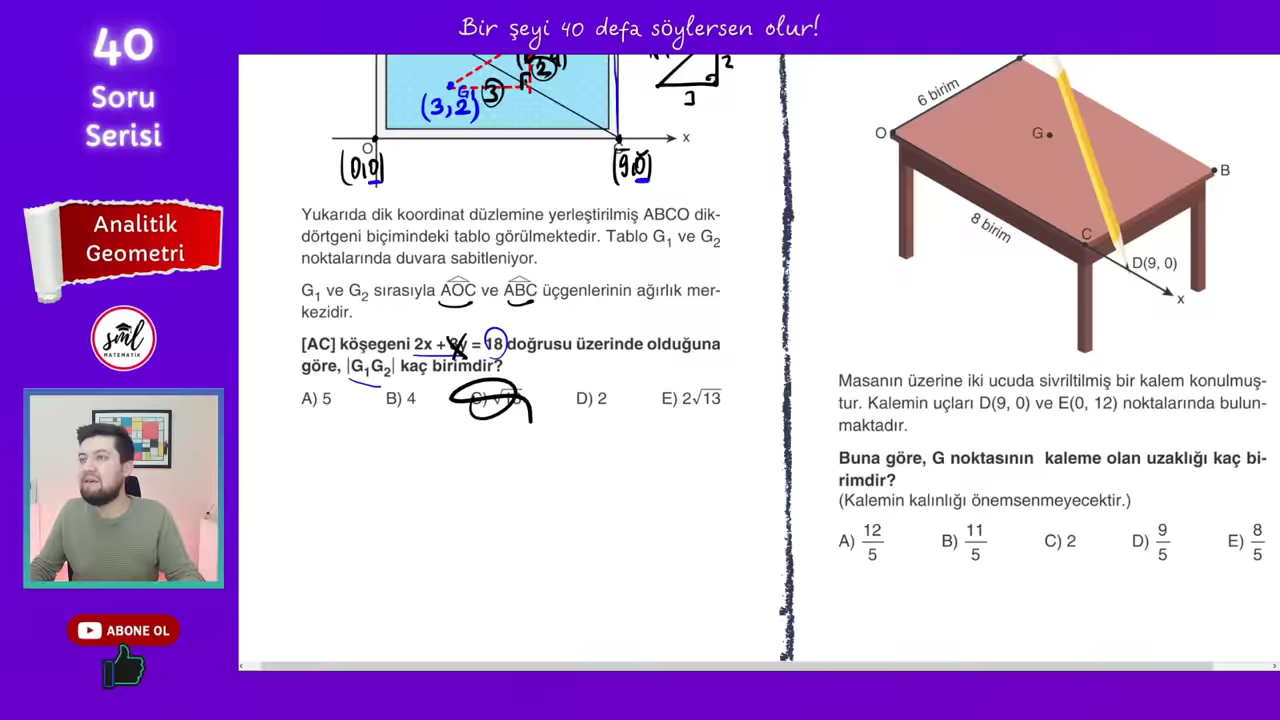 Bir şeyi 40 defa söylersen olur!
40
Soru
Serisi
Analitik
Geometri
sml
MATEMATİK
ABONE OL
(3, 2)
G
3
2
2
3
O
x
(0,0)
(9,0)
Yukarıda dik koordinat düzlemine yerleştirilmiş ABCO dik-
dörtgeni biçimindeki tablo görülmektedir. Tablo G₁ ve G₂
noktalarında duvara sabitleniyor.
G₁ ve G₂ sırasıyla AOC ve ABC üçgenlerinin ağırlık mer-
kezidir.
[AC] köşegeni 2x + 3y = 18 doğrusu üzerinde olduğuna
göre, |G₁G₂| kaç birimdir?
A) 5 B) 4 C) √13 D) 2 E) 2√13
6 birim
O
G
B
8 birim
C
D(9, 0)
x
Masanın üzerine iki ucuda sivriltilmiş bir kalem konulmuş-
tur. Kalemin uçları D(9, 0) ve E(0, 12) noktalarında bulun-
maktadır.
Buna göre, G noktasının kaleme olan uzaklığı kaç bi-
rimdir?
(Kalemin kalınlığı önemsenmeyecektir.)
A) 12/5 B) 11/5 C) 2 D) 9/5 E) 8/5